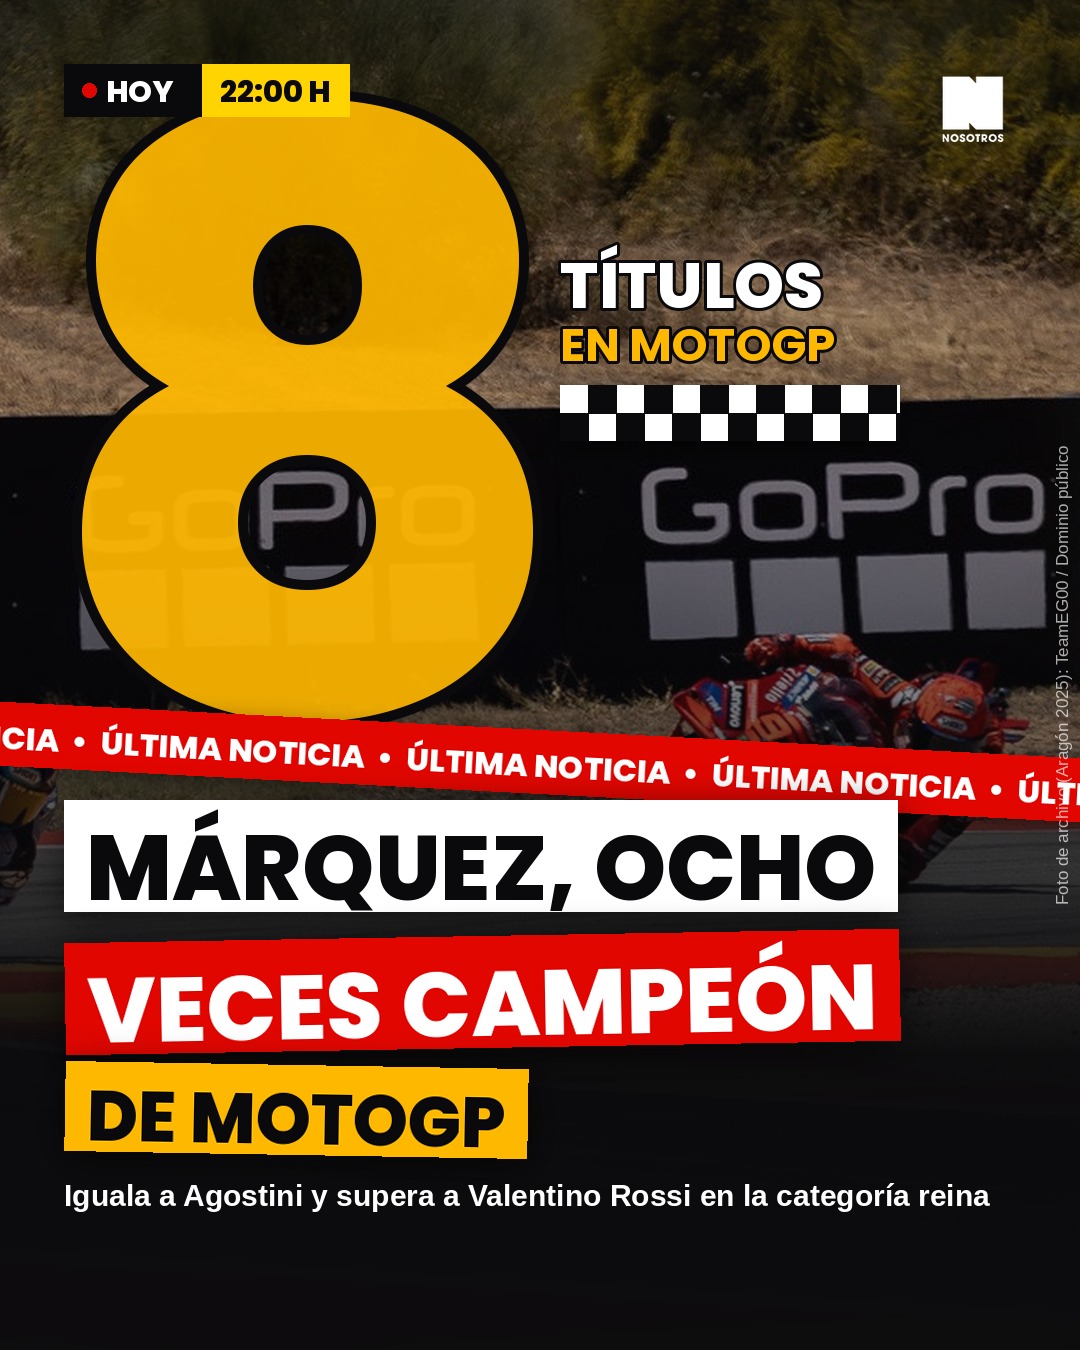 HOY 22:00 H
NOSOTROS
8
TÍTULOS
EN MOTOGP
GoPro GoPro
ÚLTIMA NOTICIA • ÚLTIMA NOTICIA • ÚLTIMA NOTICIA
MÁRQUEZ, OCHO
VECES CAMPEÓN
DE MOTOGP
Iguala a Agostini y supera a Valentino Rossi en la categoría reina
Foto de archivo (Aragón 2025): TeamEG00 / Dominio público